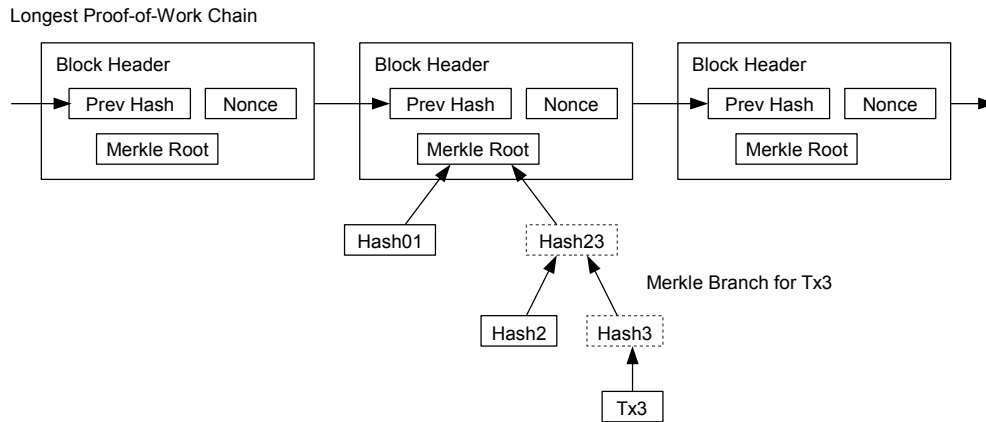 Longest Proof-of-Work Chain
Block Header
Prev Hash
Nonce
Merkle Root
Block Header
Prev Hash
Nonce
Merkle Root
Block Header
Prev Hash
Nonce
Merkle Root
Hash01
Hash23
Merkle Branch for Tx3
Hash2
Hash3
Tx3